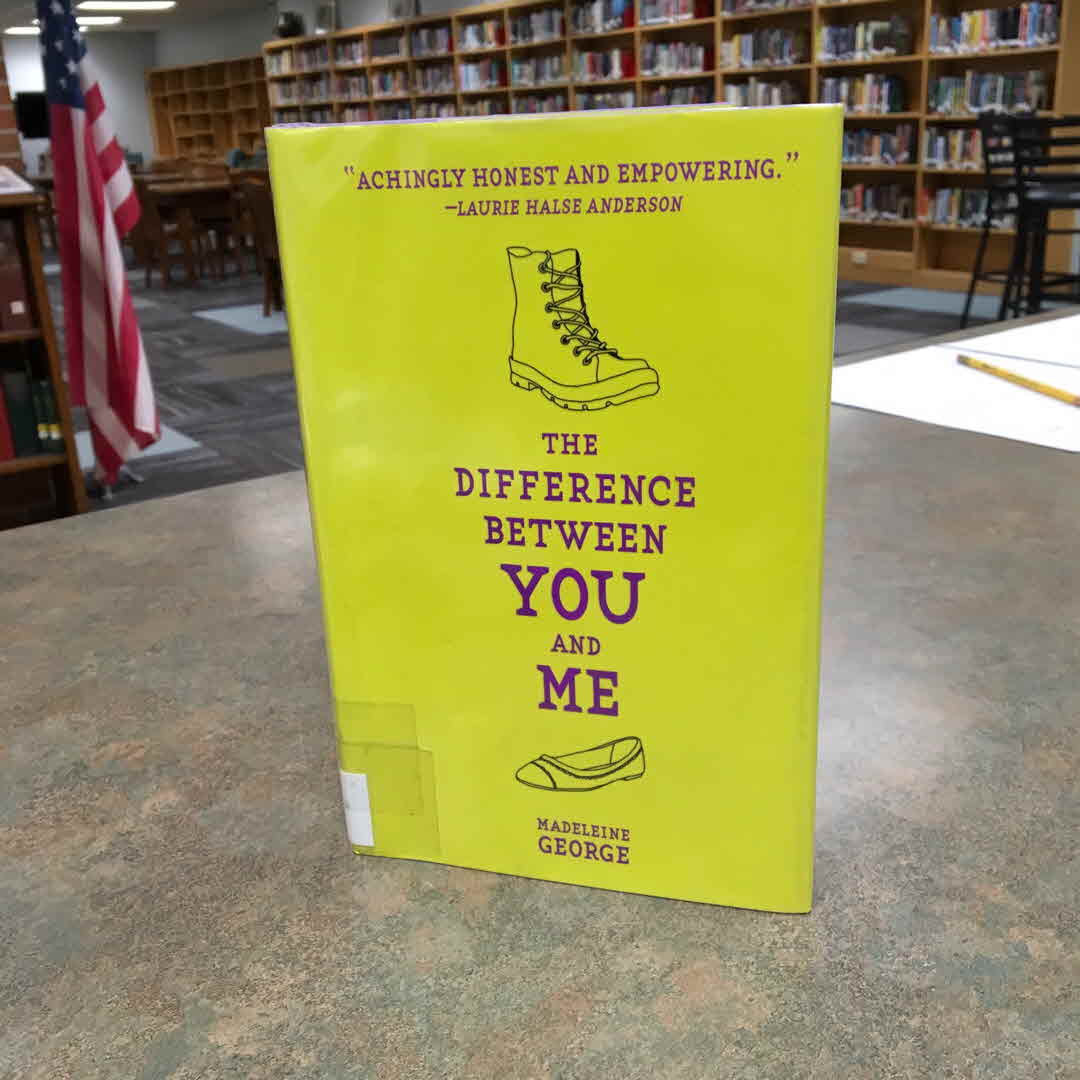 “ACHINGLY HONEST AND EMPOWERING.”
—LAURIE HALSE ANDERSON
THE
DIFFERENCE
BETWEEN
YOU
AND
ME
MADELEINE
GEORGE